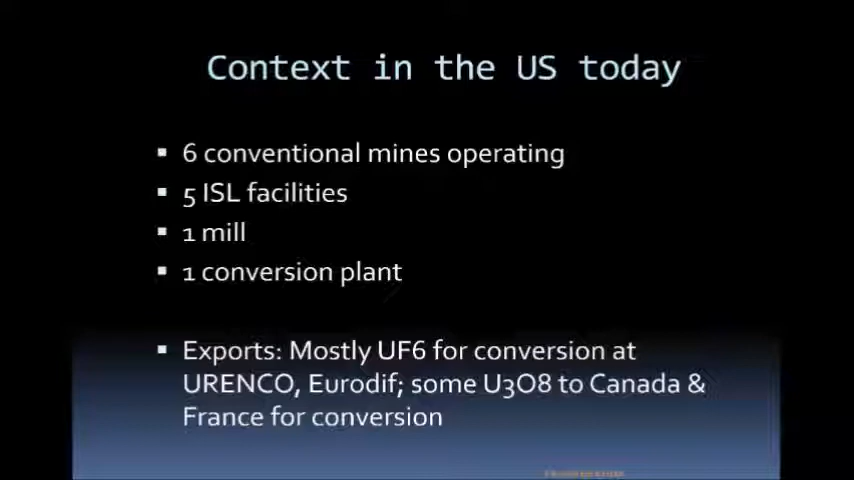 Context in the US today
▪ 6 conventional mines operating
▪ 5 ISL facilities
▪ 1 mill
▪ 1 conversion plant
▪ Exports: Mostly UF6 for conversion at
URENCO, Eurodif; some U3O8 to Canada &
France for conversion